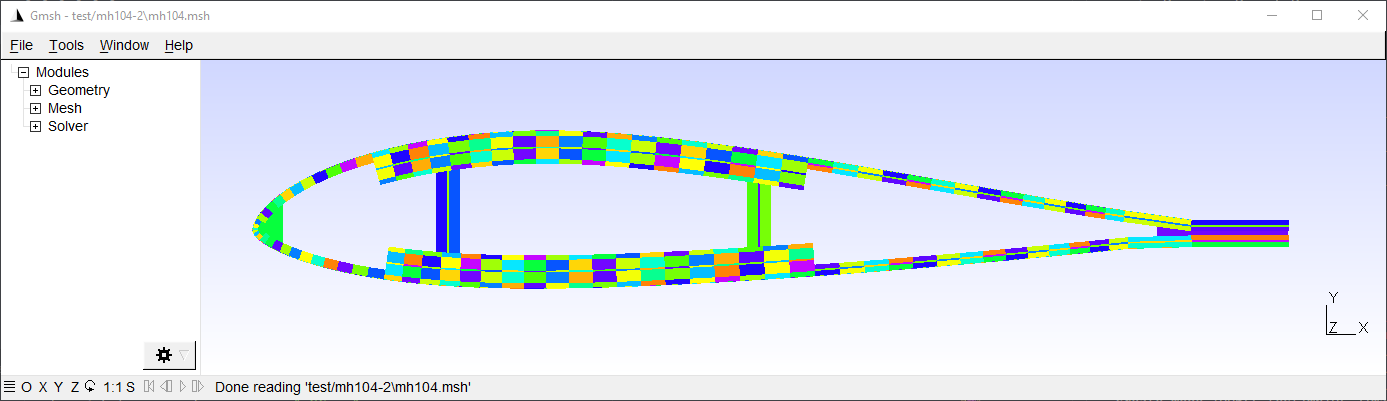 Gmsh - test/mh104-2\mh104.msh
File Tools Window Help
Modules
Geometry
Mesh
Solver
Y
Z X
O X Y Z 1:1 S Done reading 'test/mh104-2\mh104.msh'